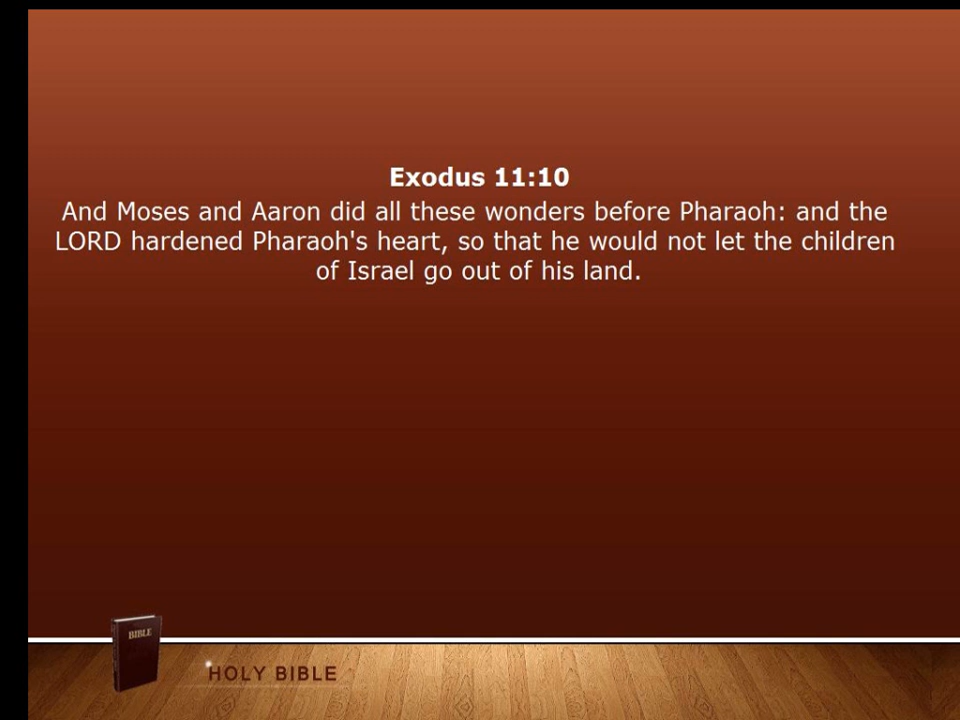 Exodus 11:10
And Moses and Aaron did all these wonders before Pharaoh: and the
LORD hardened Pharaoh's heart, so that he would not let the children
of Israel go out of his land.
BIBLE
HOLY BIBLE